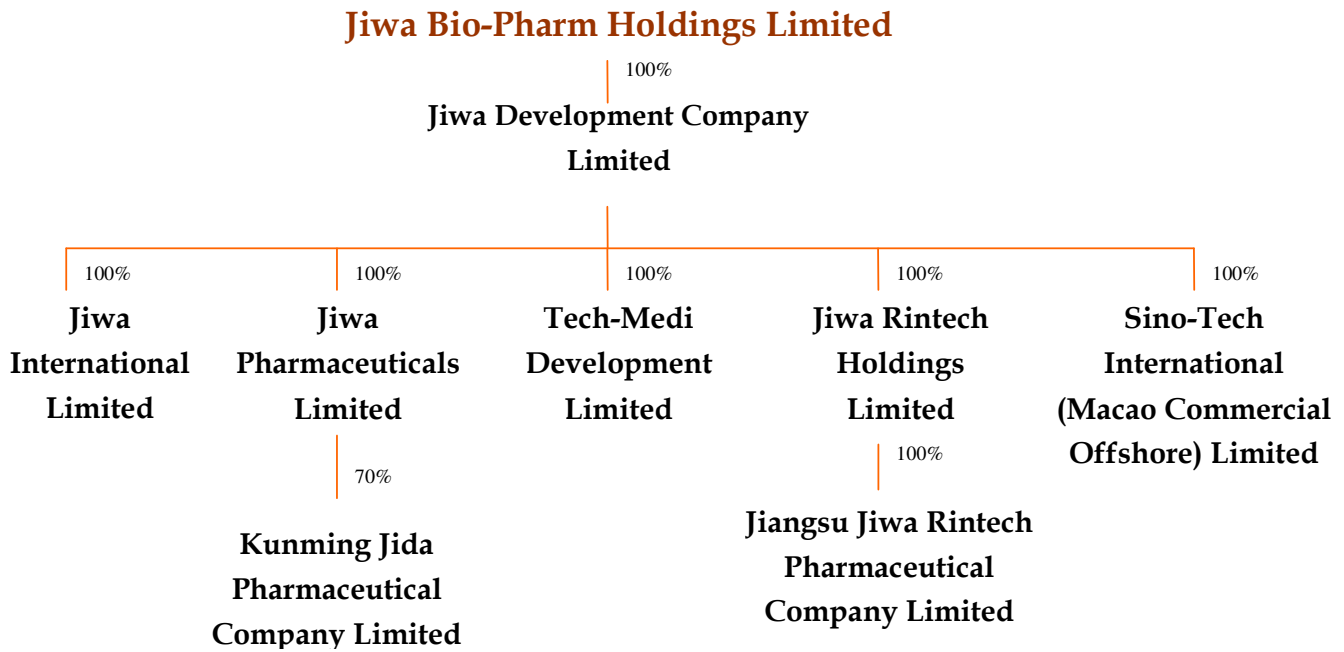 Jiwa Bio-Pharm Holdings Limited
100%
Jiwa Development Company
Limited
100%
Jiwa
International
Limited
100%
Jiwa
Pharmaceuticals
Limited
70%
Kunming Jida
Pharmaceutical
Company Limited
100%
Tech-Medi
Development
Limited
100%
Jiwa Rintech
Holdings
Limited
100%
Jiangsu Jiwa Rintech
Pharmaceutical
Company Limited
100%
Sino-Tech
International
(Macao Commercial
Offshore) Limited